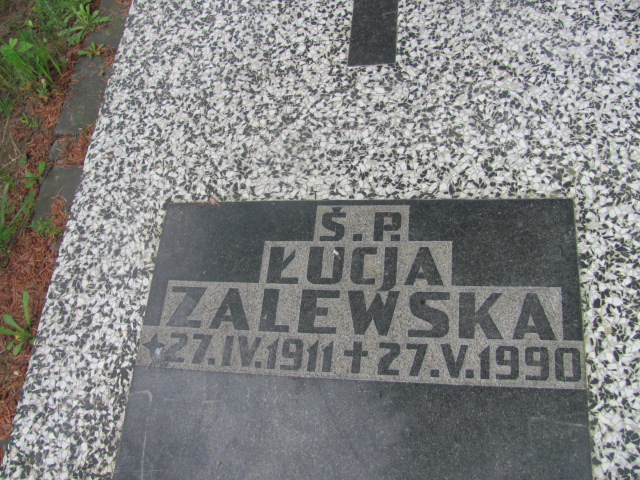 Ś.P.
ŁUCJA
ZALEWSKA
★27.IV.1911 ✝27.V.1990